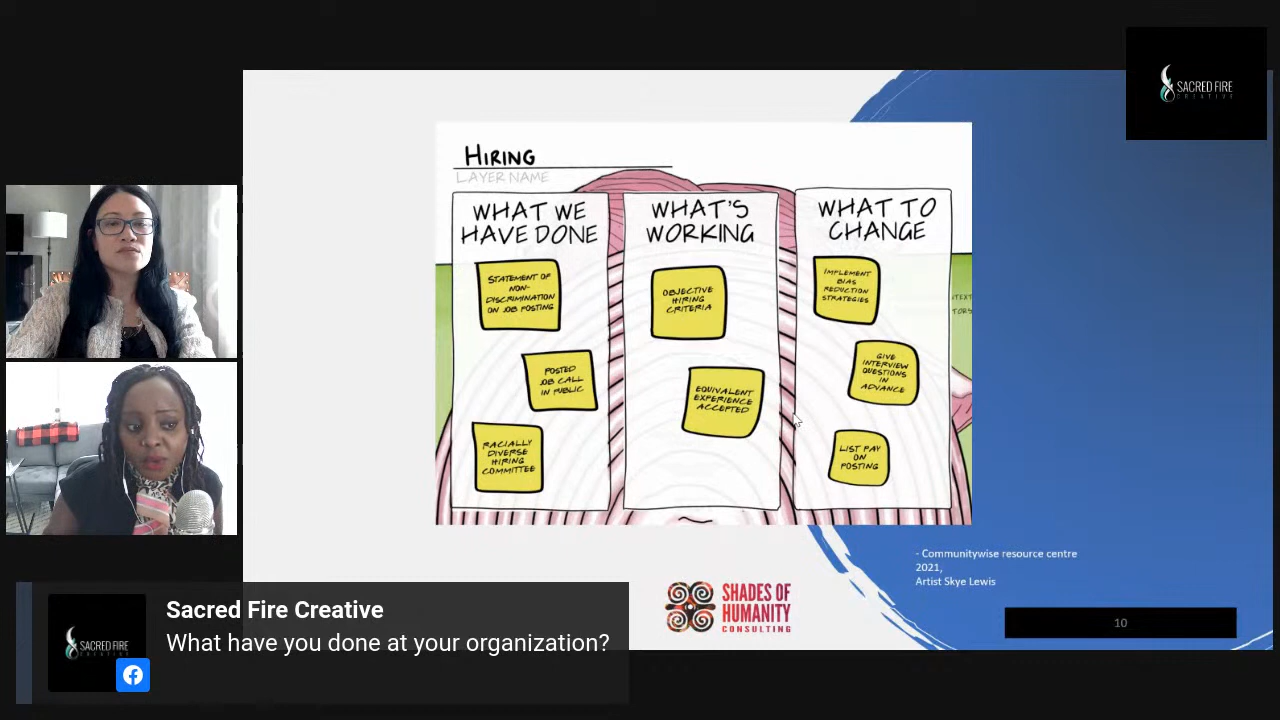 SACRED FIRE
CREATIVE
HIRING
LAYER NAME
WHAT WE
HAVE DONE
STATEMENT OF
NON-
DISCRIMINATION
ON JOB POSTING
POSTED
JOB CALL
IN PUBLIC
RACIALLY
DIVERSE
HIRING
COMMITTEE
WHAT'S
WORKING
OBJECTIVE
HIRING
CRITERIA
EQUIVALENT
EXPERIENCE
ACCEPTED
WHAT TO
CHANGE
IMPLEMENT
BIAS
REDUCTION
STRATEGIES
GIVE
INTERVIEW
QUESTIONS
IN
ADVANCE
LIST PAY
ON
POSTING
- Communitywise resource centre
2021,
Artist Skye Lewis
SHADES OF
HUMANITY
CONSULTING
10
SACRED FIRE
Sacred Fire Creative
What have you done at your organization?